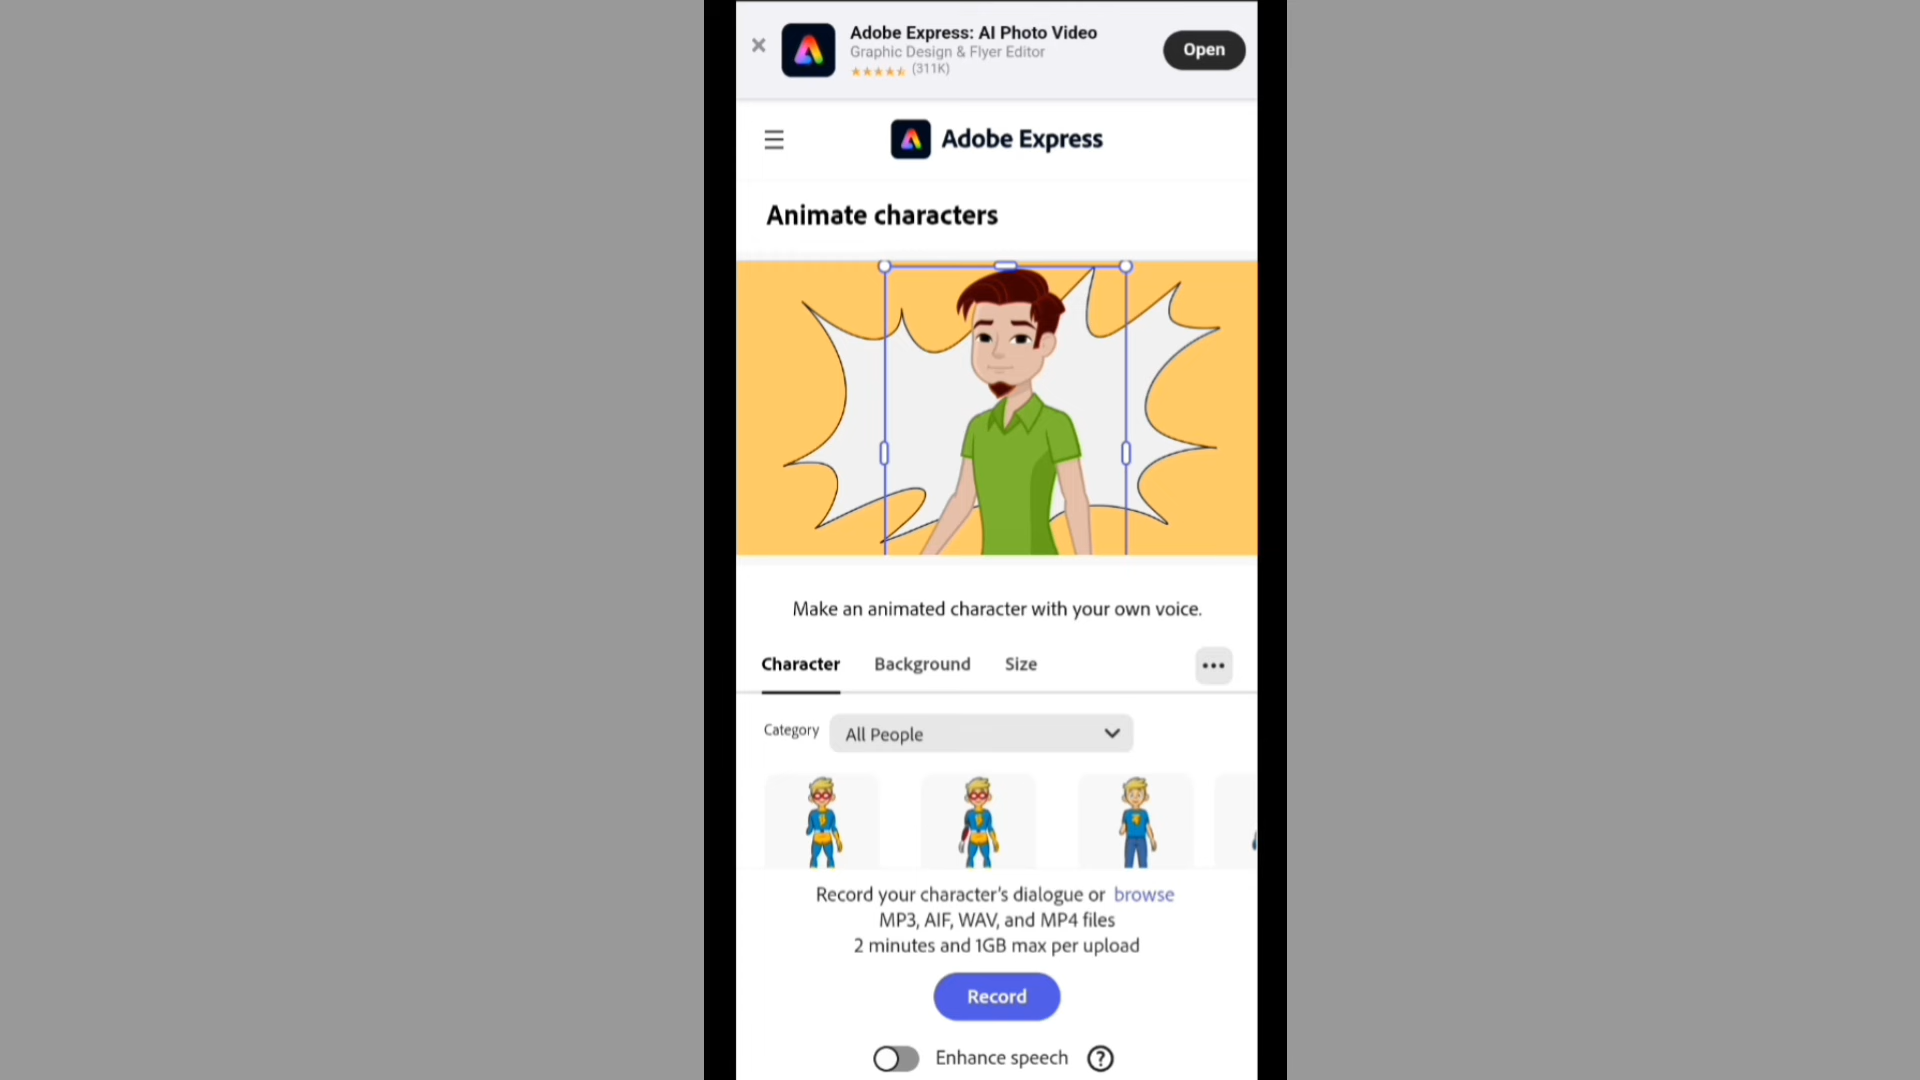 Adobe Express: AI Photo Video
Graphic Design & Flyer Editor
(311K)
Open
Adobe Express
Animate characters
Make an animated character with your own voice.
Character Background Size
Category All People
Record your character's dialogue or browse
MP3, AIF, WAV, and MP4 files
2 minutes and 1GB max per upload
Record
Enhance speech ?